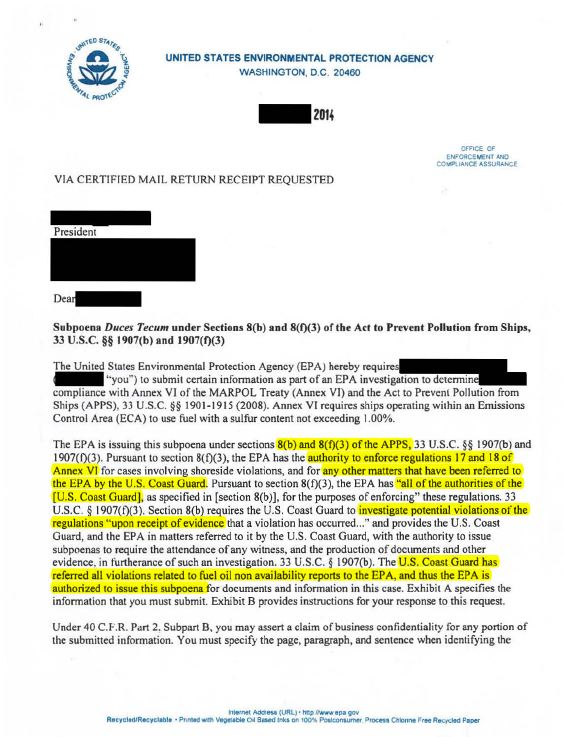 UNITED STATES
ENVIRONMENTAL PROTECTION AGENCY
UNITED STATES ENVIRONMENTAL PROTECTION AGENCY
WASHINGTON, D.C. 20460
2014
OFFICE OF
ENFORCEMENT AND
COMPLIANCE ASSURANCE
VIA CERTIFIED MAIL RETURN RECEIPT REQUESTED
President
Dear
Subpoena Duces Tecum under Sections 8(b) and 8(f)(3) of the Act to Prevent Pollution from Ships,
33 U.S.C. §§ 1907(b) and 1907(f)(3)
The United States Environmental Protection Agency (EPA) hereby requires
"you") to submit certain information as part of an EPA investigation to determine
compliance with Annex VI of the MARPOL Treaty (Annex VI) and the Act to Prevent Pollution from
Ships (APPS), 33 U.S.C. §§ 1901-1915 (2008). Annex VI requires ships operating within an Emissions
Control Area (ECA) to use fuel with a sulfur content not exceeding 1.00%.
The EPA is issuing this subpoena under sections 8(b) and 8(f)(3) of the APPS, 33 U.S.C. §§ 1907(b) and
1907(f)(3). Pursuant to section 8(f)(3), the EPA has the authority to enforce regulations 17 and 18 of
Annex VI for cases involving shoreside violations, and for any other matters that have been referred to
the EPA by the U.S. Coast Guard. Pursuant to section 8(f)(3), the EPA has "all of the authorities of the
[U.S. Coast Guard], as specified in [section 8(b)], for the purposes of enforcing" these regulations. 33
U.S.C. § 1907(f)(3). Section 8(b) requires the U.S. Coast Guard to investigate potential violations of the
regulations "upon receipt of evidence that a violation has occurred..." and provides the U.S. Coast
Guard, and the EPA in matters referred to it by the U.S. Coast Guard, with the authority to issue
subpoenas to require the attendance of any witness, and the production of documents and other
evidence, in furtherance of such an investigation. 33 U.S.C. § 1907(b). The U.S. Coast Guard has
referred all violations related to fuel oil non availability reports to the EPA, and thus the EPA is
authorized to issue this subpoena for documents and information in this case. Exhibit A specifies the
information that you must submit. Exhibit B provides instructions for your response to this request.
Under 40 C.F.R. Part 2, Subpart B, you may assert a claim of business confidentiality for any portion of
the submitted information. You must specify the page, paragraph, and sentence when identifying the
Internet Address (URL) • http://www.epa.gov
Recycled/Recyclable • Printed with Vegetable Oil Based Inks on 100% Postconsumer, Process Chlorine Free Recycled Paper